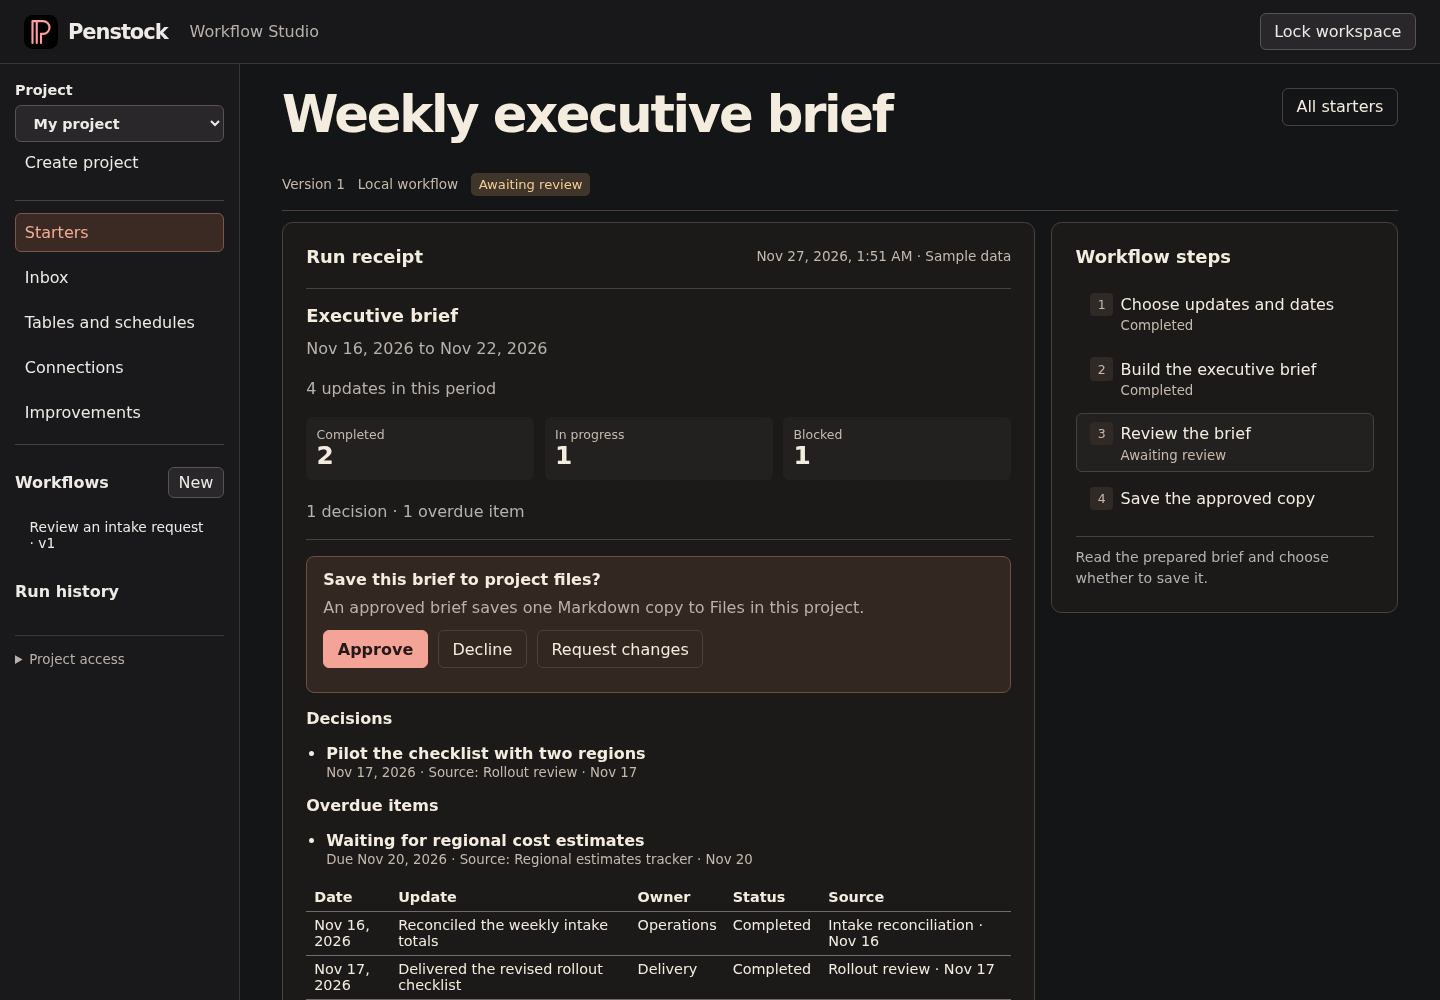 Penstock
Workflow Studio
Lock workspace
Project
My project
Create project
Starters
Inbox
Tables and schedules
Connections
Improvements
Workflows
New
Review an intake request
· v1
Run history
Project access
Weekly executive brief
All starters
Version 1
Local workflow
Awaiting review
Run receipt
Nov 27, 2026, 1:51 AM · Sample data
Executive brief
Nov 16, 2026 to Nov 22, 2026
4 updates in this period
Completed
2
In progress
1
Blocked
1
1 decision · 1 overdue item
Save this brief to project files?
An approved brief saves one Markdown copy to Files in this project.
Approve
Decline
Request changes
Decisions
• Pilot the checklist with two regions
Nov 17, 2026 · Source: Rollout review · Nov 17
Overdue items
• Waiting for regional cost estimates
Due Nov 20, 2026 · Source: Regional estimates tracker · Nov 20
Date Update Owner Status Source
Nov 16, 2026 Reconciled the weekly intake totals Operations Completed Intake reconciliation · Nov 16
Nov 17, 2026 Delivered the revised rollout checklist Delivery Completed Rollout review · Nov 17
Workflow steps
1 Choose updates and dates
Completed
2 Build the executive brief
Completed
3 Review the brief
Awaiting review
4 Save the approved copy
Read the prepared brief and choose
whether to save it.